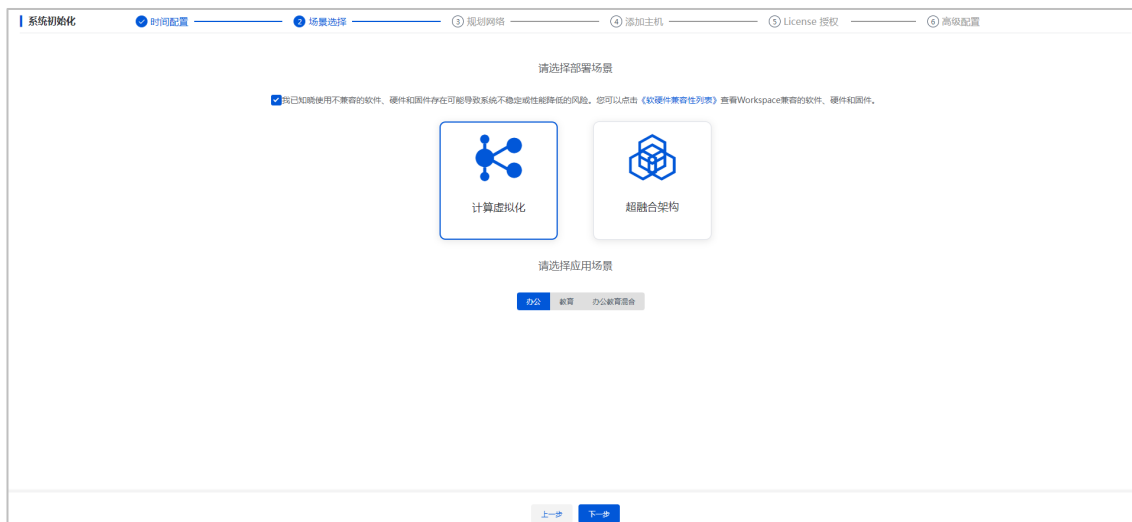 系统初始化 时间配置 2 场景选择 3 规划网络 4 添加主机 5 License 授权 6 高级配置
请选择部署场景
我已知晓使用不兼容的软件、硬件和固件存在可能导致系统不稳定或性能降低的风险。您可以点击《软硬件兼容性列表》查看Workspace兼容的软件、硬件和固件。
计算虚拟化 超融合架构
请选择应用场景
办公 教育 办公教育混合
上一步 下一步